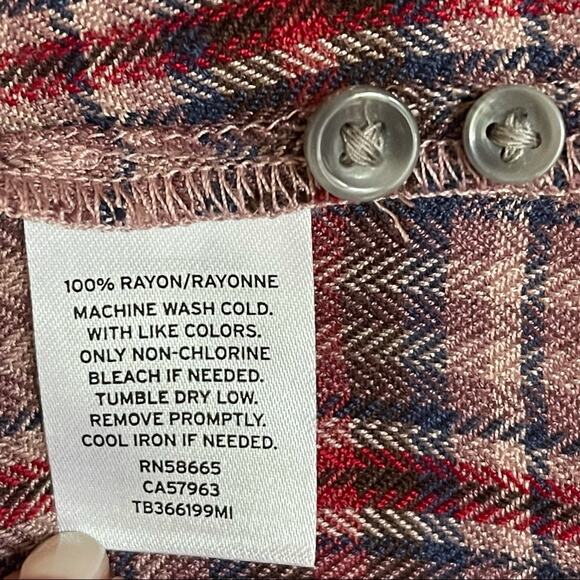 100% RAYON/RAYONNE
MACHINE WASH COLD.
WITH LIKE COLORS.
ONLY NON-CHLORINE
BLEACH IF NEEDED.
TUMBLE DRY LOW.
REMOVE PROMPTLY.
COOL IRON IF NEEDED.
RN58665
CA57963
TB366199MI